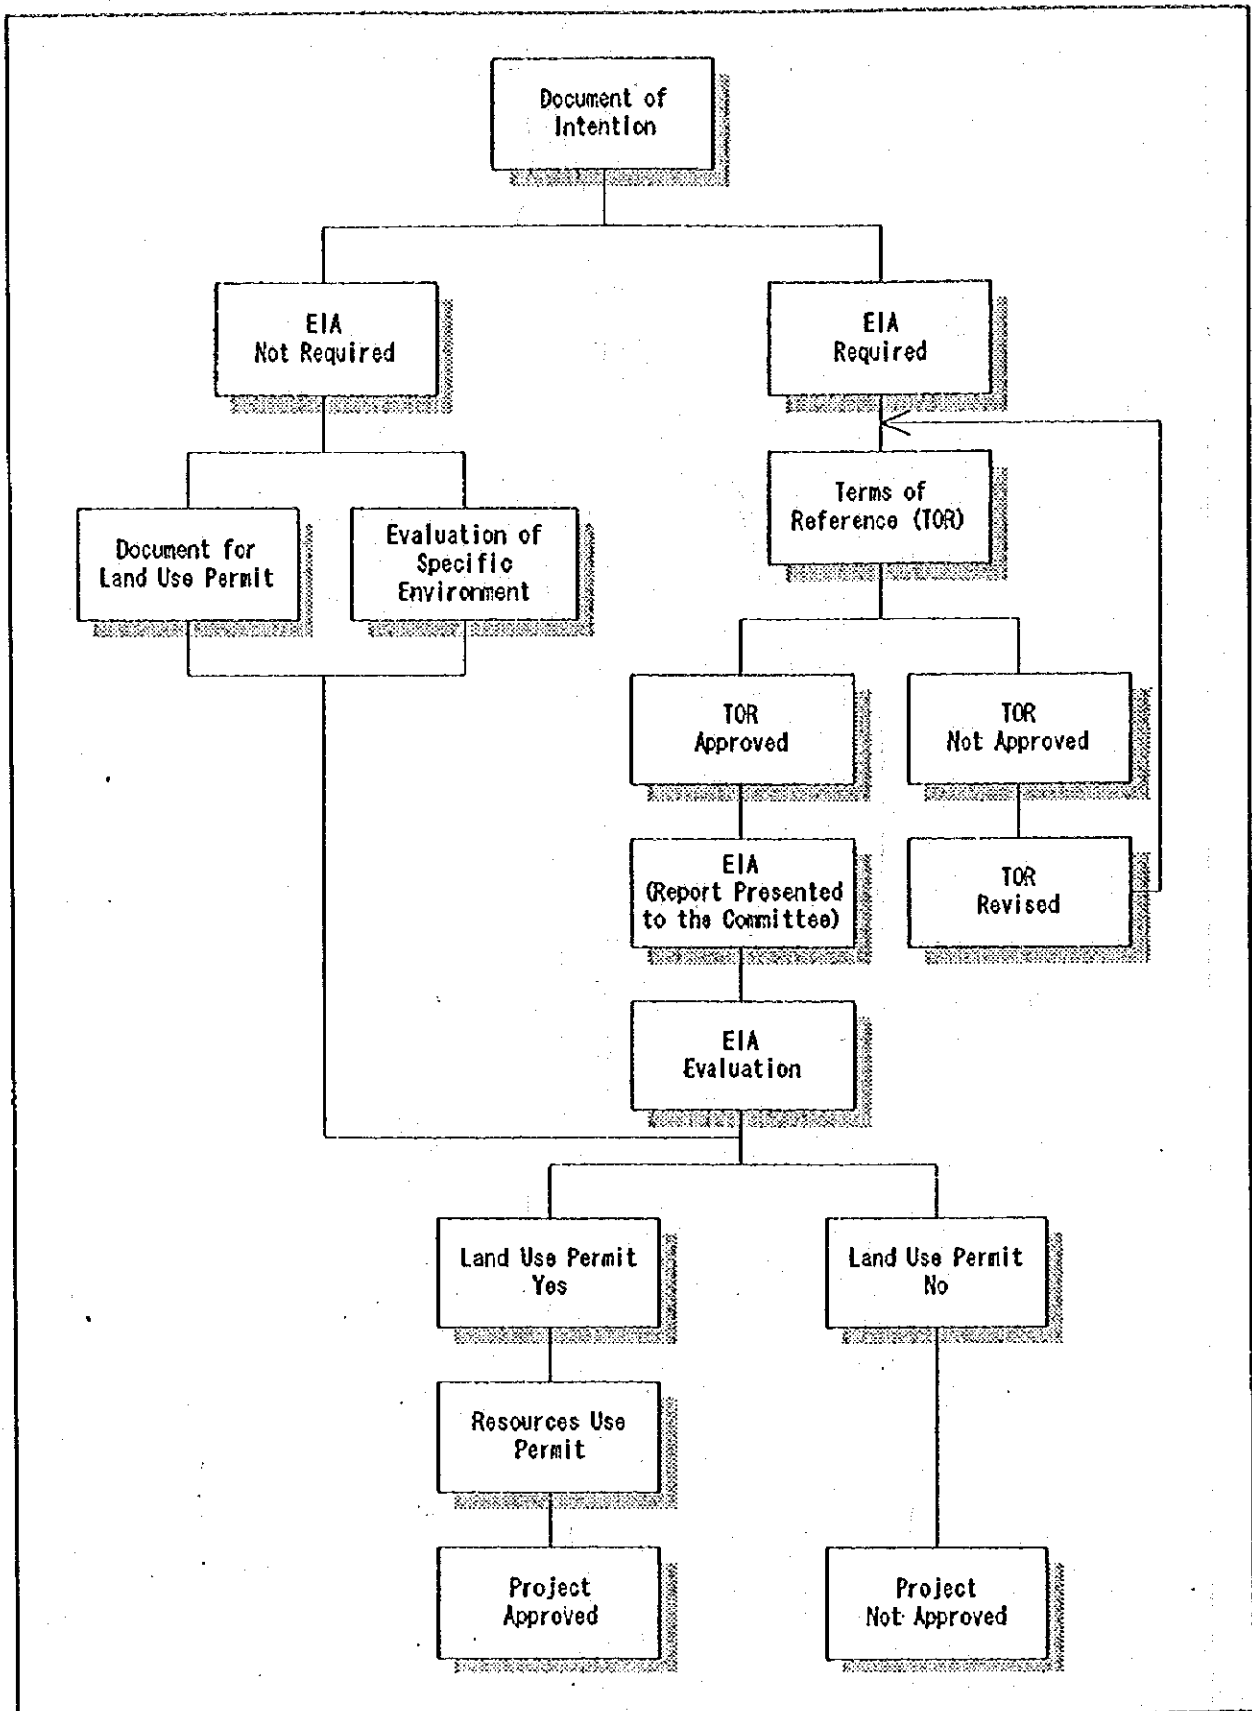 Document of
Intention
EIA
Not Required
EIA
Required
Document for
Land Use Permit
Evaluation of
Specific
Environment
Terms of
Reference (TOR)
TOR
Approved
TOR
Not Approved
EIA
(Report Presented
to the Committee)
TOR
Revised
EIA
Evaluation
Land Use Permit
Yes
Land Use Permit
No
Resources Use
Permit
Project
Approved
Project
Not Approved